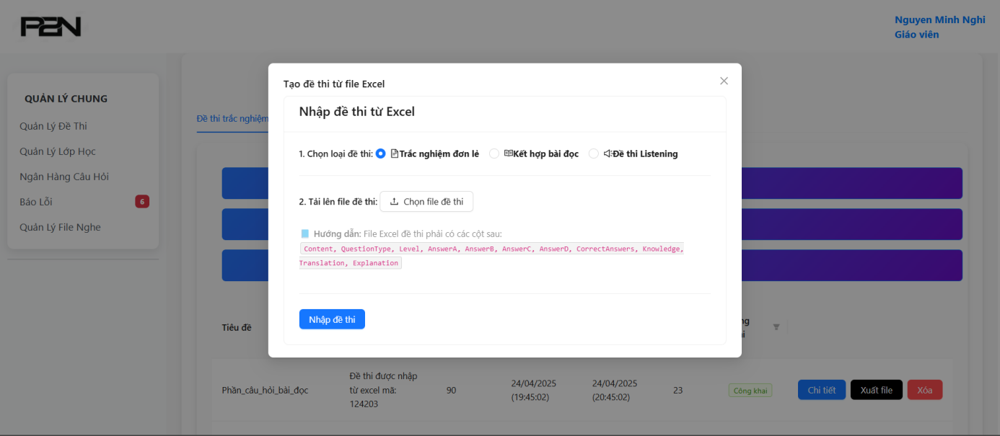 P2N
Nguyen Minh Nghi
Giáo viên
QUẢN LÝ CHUNG
Quản Lý Đề Thi
Quản Lý Lớp Học
Ngân Hàng Câu Hỏi
Báo Lỗi
6
Quản Lý File Nghe
Đề thi trắc nghiệm
Tạo đề thi từ file Excel
Nhập đề thi từ Excel
1. Chọn loại đề thi: Trắc nghiệm đơn lẻ Kết hợp bài đọc Đề thi Listening
2. Tải lên file đề thi: Chọn file đề thi
Hướng dẫn: File Excel đề thi phải có các cột sau:
Content, QuestionType, Level, AnswerA, AnswerB, AnswerC, AnswerD, CorrectAnswers, Knowledge,
Translation, Explanation
Nhập đề thi
Tiêu đề
Phần_câu_hỏi_bài_đọc
Đề thi được nhập
từ excel mã:
124203
90
24/04/2025
(19:45:02)
24/04/2025
(20:45:02)
23
Công khai
Chi tiết
Xuất file
Xóa